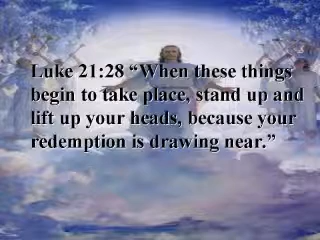 Luke 21:28 “When these things
begin to take place, stand up and
lift up your heads, because your
redemption is drawing near.”